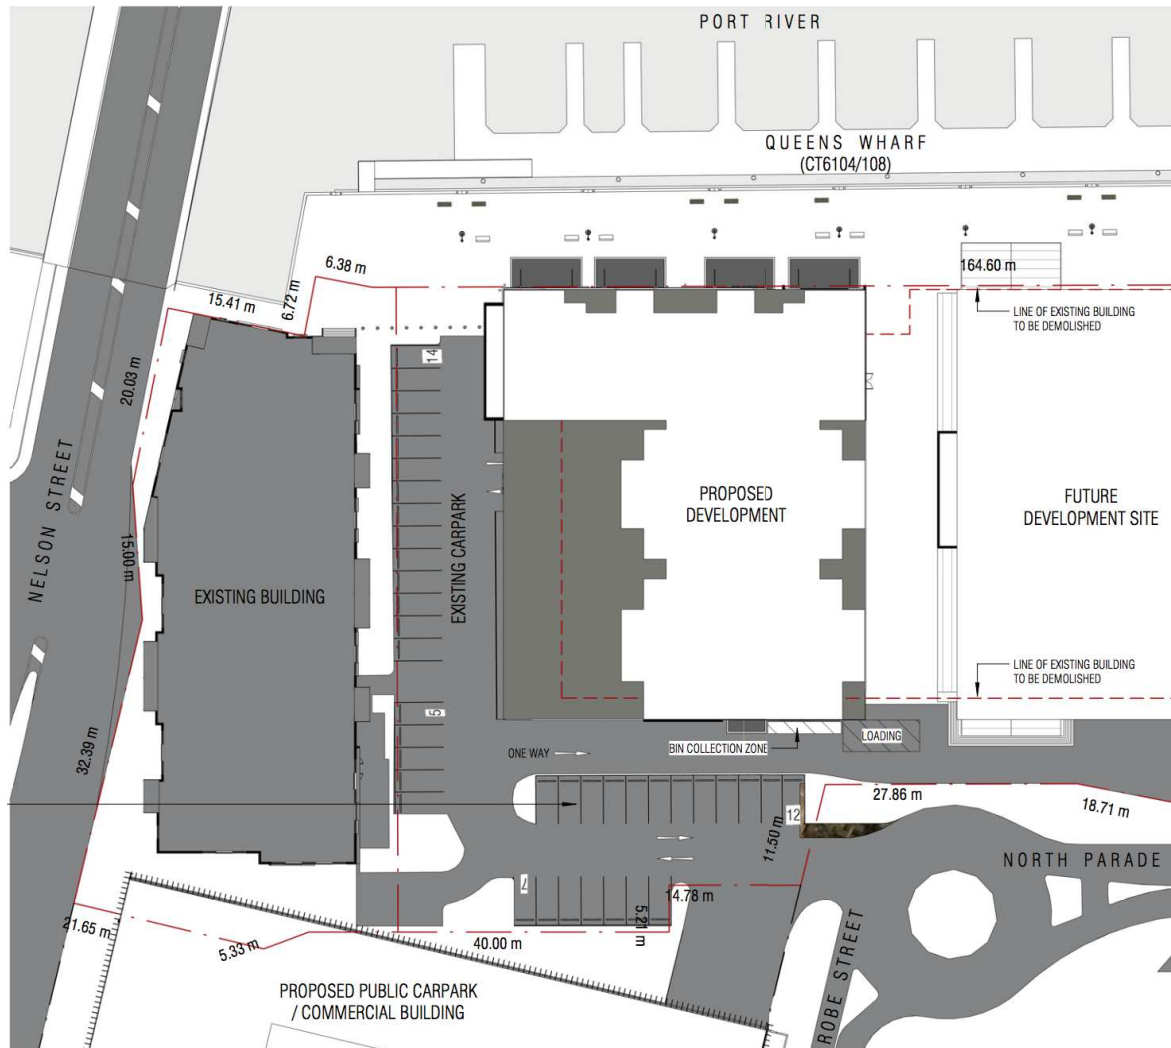 PORT RIVER
QUEENS WHARF
(CT6104/108)
6.38 m
164.60 m
15.41 m
6.72 m
LINE OF EXISTING BUILDING
TO BE DEMOLISHED
14
20.03 m
NELSON STREET
PROPOSED
DEVELOPMENT
FUTURE
DEVELOPMENT SITE
15.00 m
EXISTING BUILDING
EXISTING CARPARK
LINE OF EXISTING BUILDING
TO BE DEMOLISHED
5
32.39 m
ONE WAY
BIN COLLECTION ZONE
LOADING
27.86 m
18.71 m
12
11.50 m
NORTH PARADE
7
14.78 m
5.21 m
21.65 m
5.33 m
40.00 m
ROBE STREET
PROPOSED PUBLIC CARPARK
/ COMMERCIAL BUILDING